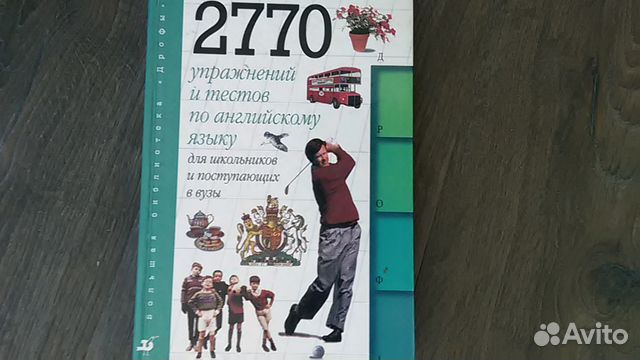 2770
упражнений
и тестов
по английскому
языку
для школьников
и поступающих
в вузы
Большая библиотека «Дрофы»
Д
Р
О
Ф
Avito